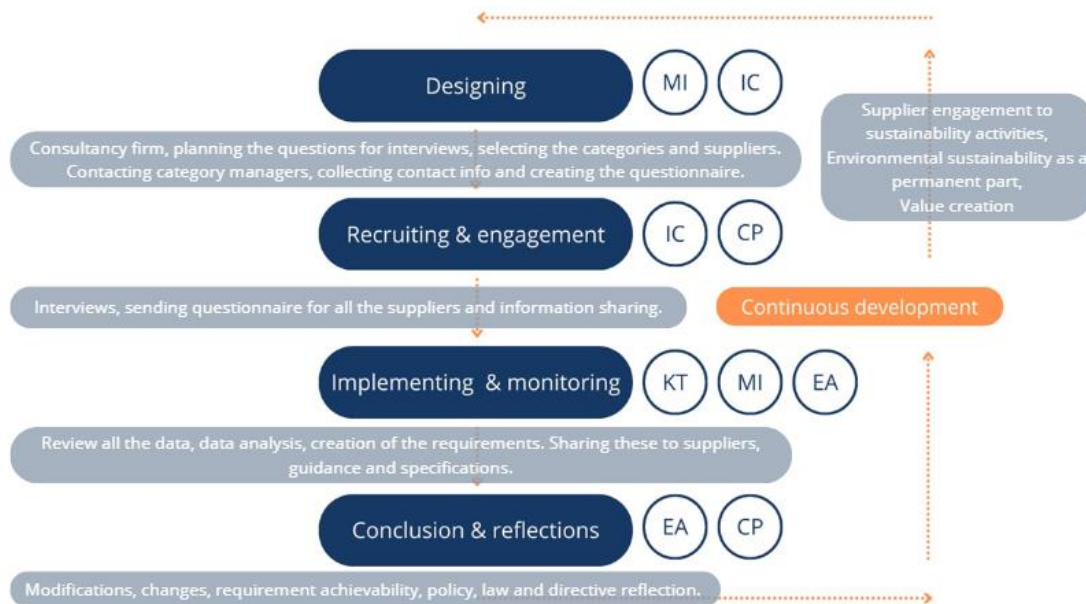 Designing
MI
IC
Consultancy firm, planning the questions for interviews, selecting the categories and suppliers.
Contacting category managers, collecting contact info and creating the questionnaire.
Supplier engagement to
sustainability activities,
Environmental sustainability as a
permanent part,
Value creation
Recruiting & engagement
IC
CP
Interviews, sending questionnaire for all the suppliers and information sharing.
Continuous development
Implementing & monitoring
KT
MI
EA
Review all the data, data analysis, creation of the requirements. Sharing these to suppliers,
guidance and specifications.
Conclusion & reflections
EA
CP
Modifications, changes, requirement achievability, policy, law and directive reflection.